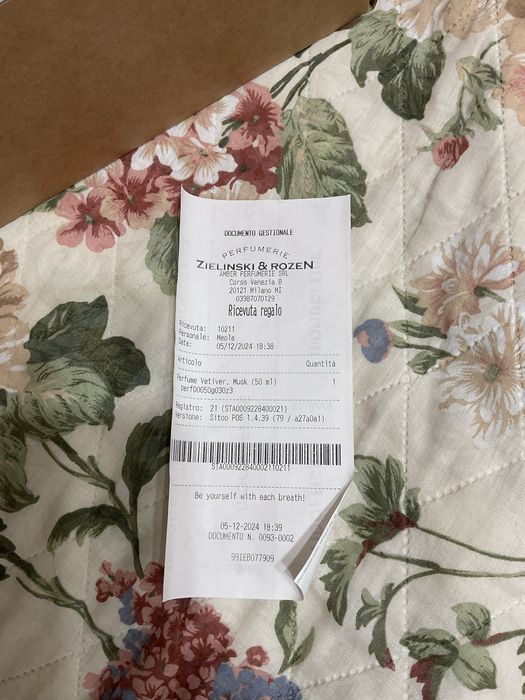 DOCUMENTO GESTIONALE
PERFUMERIE
ZIELINSKI & ROZEN
AMBER PERFUMERIE SRL
Corso Venezia 8
20121 Milano MI
03987070129
Ricevuta regalo
Ricevuta: 10211
Personale: Meola
Data: 05/12/2024 18:38
Articolo Quantità
Perfume Vetiver, Musk (50 ml) 1
perf00050g030z3
Registro: 21 (STA0009228400021)
Versione: Sitoo POS 1.4.39 (79 / a27a0a1)
STA000922840002110211
Be yourself with each breath!
05-12-2024 18:39
DOCUMENTO N. 0093-0002
99IEB077909